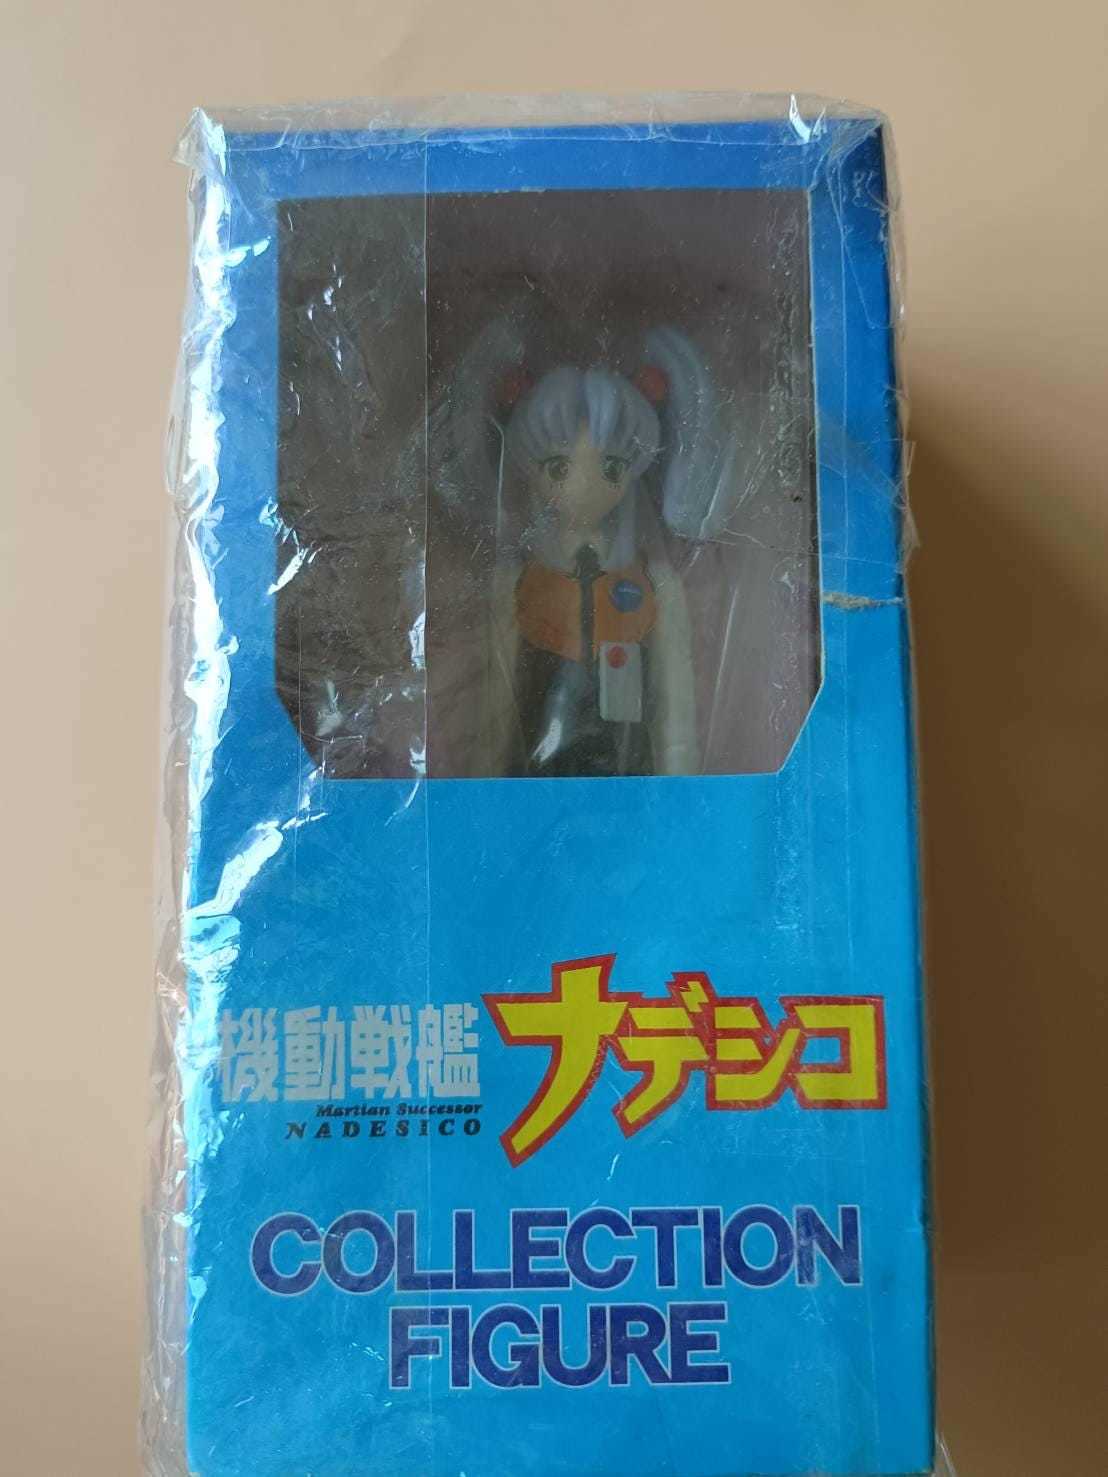 機動戦艦
ナデシコ
Martian Successor
NADESICO
COLLECTION
FIGURE